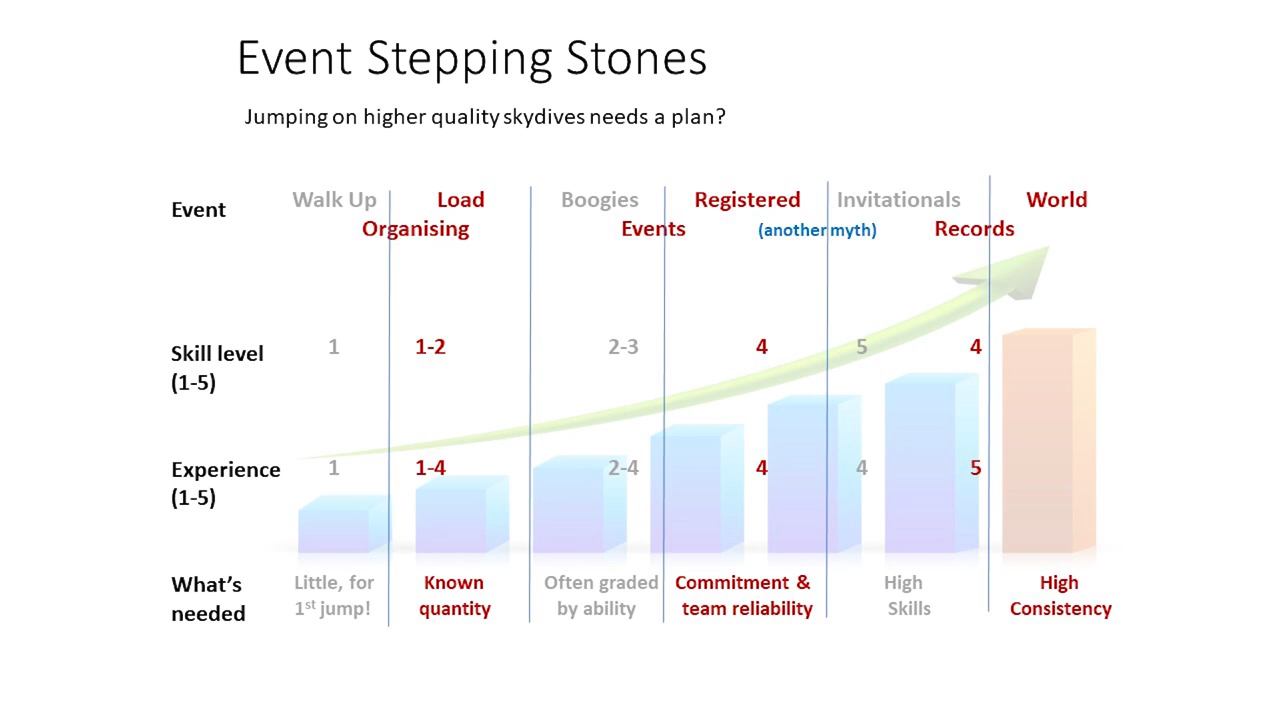 Event Stepping Stones
Jumping on higher quality skydives needs a plan?
Event Walk Up Load Boogies Registered Invitationals World
Organising Events (another myth) Records
Skill level 1 1-2 2-3 4 5 4
(1-5)
Experience 1 1-4 2-4 4 4 5
(1-5)
What's Little, for Known Often graded Commitment & High High
needed 1st jump! quantity by ability team reliability Skills Consistency